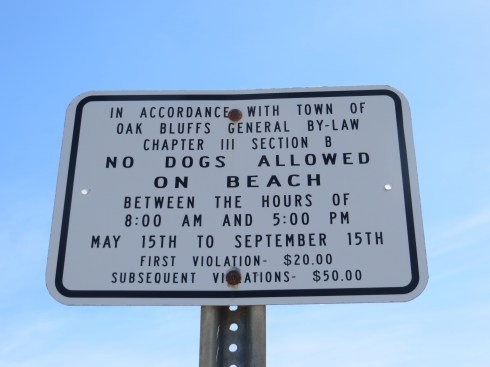 IN ACCORDANCE WITH TOWN OF
OAK BLUFFS GENERAL BY-LAW
CHAPTER III SECTION B
NO DOGS ALLOWED
ON BEACH
BETWEEN THE HOURS OF
8:00 AM AND 5:00 PM
MAY 15TH TO SEPTEMBER 15TH
FIRST VIOLATION- $20.00
SUBSEQUENT VIOLATIONS- $50.00